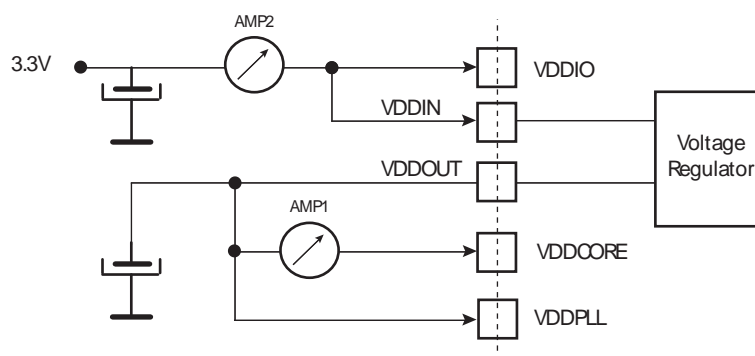 AMP2
3.3V
VDDIO
VDDIN
Voltage
Regulator
VDDOUT
AMP1
VDDCORE
VDDPLL